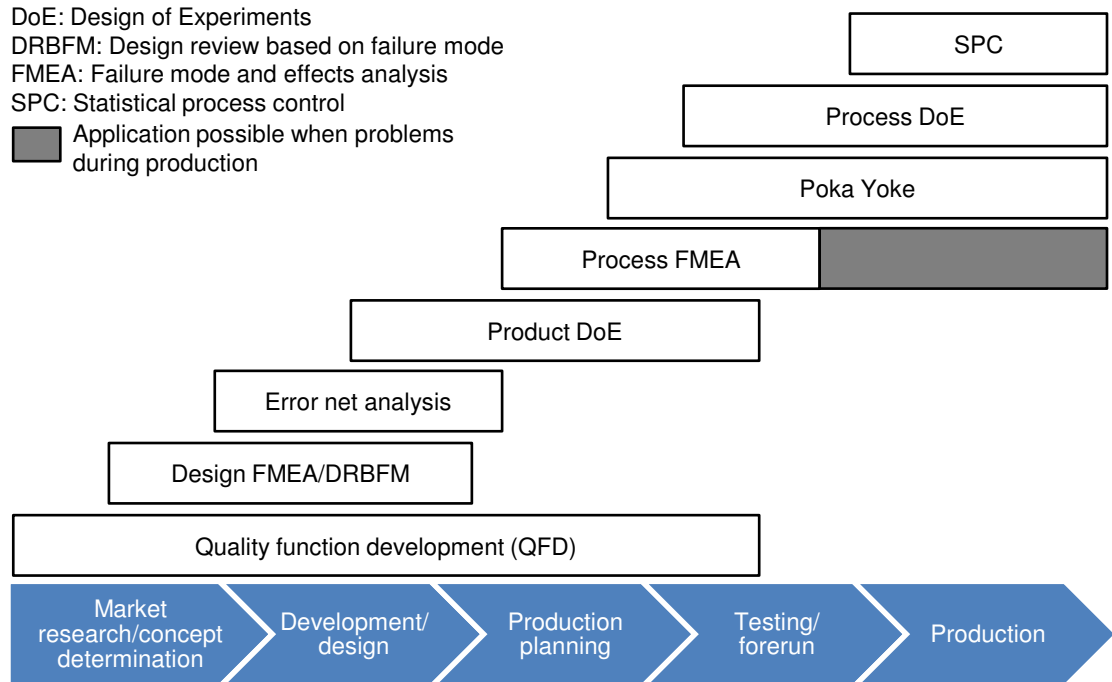 DoE: Design of Experiments
DRBFM: Design review based on failure mode
FMEA: Failure mode and effects analysis
SPC: Statistical process control
Application possible when problems
during production
SPC
Process DoE
Poka Yoke
Process FMEA
Product DoE
Error net analysis
Design FMEA/DRBFM
Quality function development (QFD)
Market
research/concept
determination
Development/
design
Production
planning
Testing/
forerun
Production